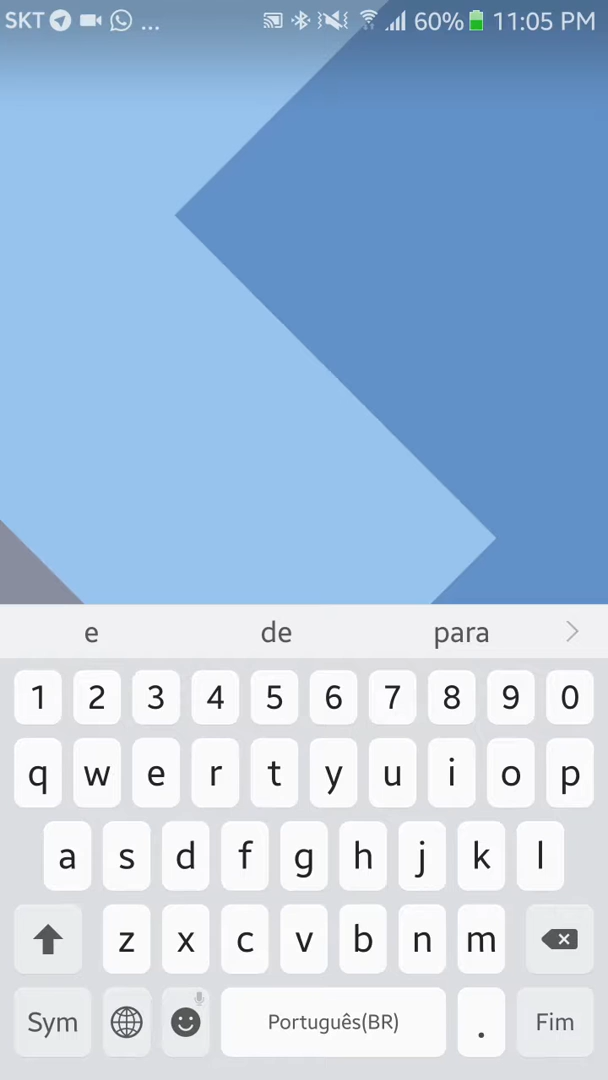 SKT ... 60% 11:05 PM
e de para
1 2 3 4 5 6 7 8 9 0
q w e r t y u i o p
a s d f g h j k l
z x c v b n m
Sym Português(BR) . Fim